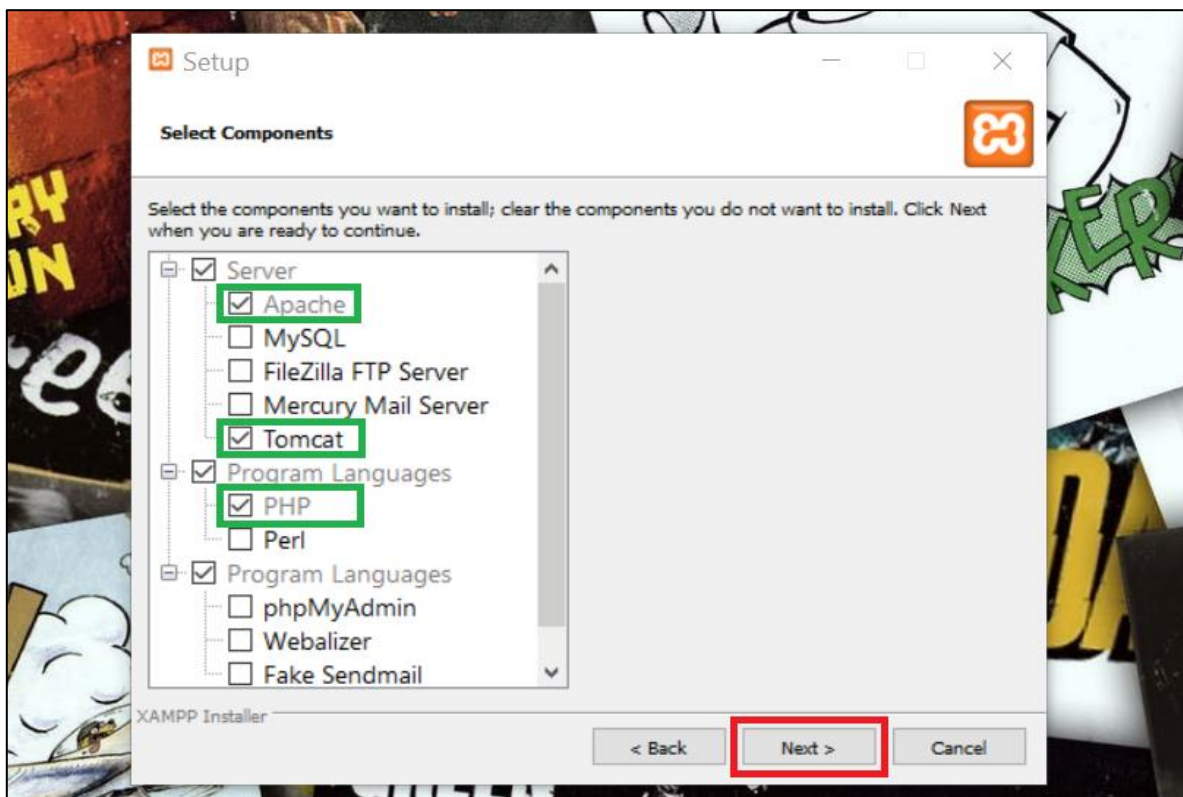 Setup
Select Components
Select the components you want to install; clear the components you do not want to install. Click Next
when you are ready to continue.
Server
Apache
MySQL
FileZilla FTP Server
Mercury Mail Server
Tomcat
Program Languages
PHP
Perl
Program Languages
phpMyAdmin
Webalizer
Fake Sendmail
XAMPP Installer
< Back
Next >
Cancel